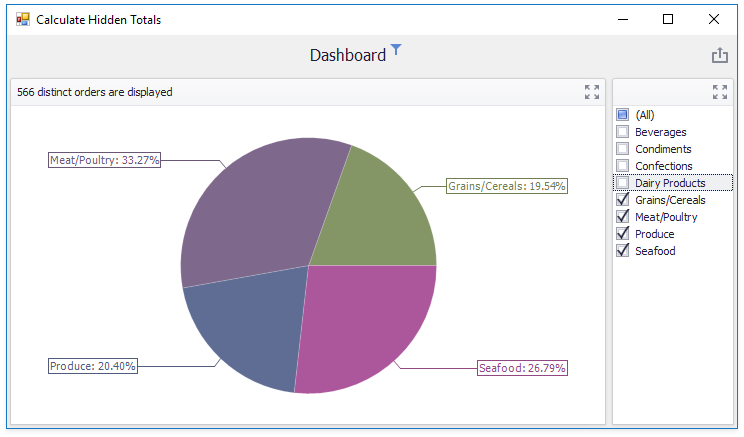 Calculate Hidden Totals
Dashboard
566 distinct orders are displayed
Meat/Poultry: 33.27%
Grains/Cereals: 19.54%
Produce: 20.40%
Seafood: 26.79%
(All)
Beverages
Condiments
Confections
Dairy Products
Grains/Cereals
Meat/Poultry
Produce
Seafood